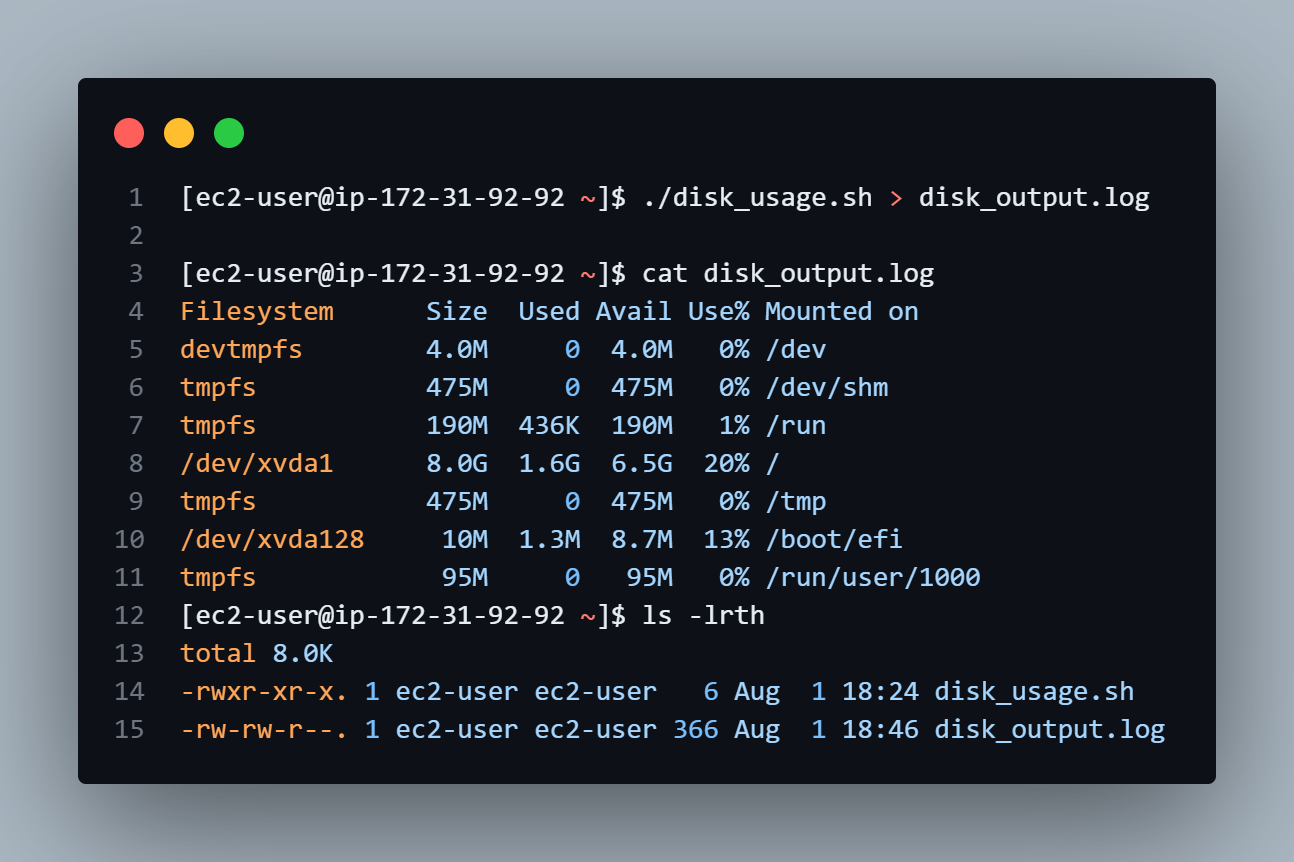 1 [ec2-user@ip-172-31-92-92 ~]$ ./disk_usage.sh > disk_output.log
2
3 [ec2-user@ip-172-31-92-92 ~]$ cat disk_output.log
4 Filesystem      Size  Used Avail Use% Mounted on
5 devtmpfs        4.0M     0  4.0M   0% /dev
6 tmpfs           475M     0  475M   0% /dev/shm
7 tmpfs           190M  436K  190M   1% /run
8 /dev/xvda1      8.0G  1.6G  6.5G  20% /
9 tmpfs           475M     0  475M   0% /tmp
10 /dev/xvda128     10M  1.3M  8.7M  13% /boot/efi
11 tmpfs            95M     0   95M   0% /run/user/1000
12 [ec2-user@ip-172-31-92-92 ~]$ ls -lrth
13 total 8.0K
14 -rwxr-xr-x. 1 ec2-user ec2-user   6 Aug  1 18:24 disk_usage.sh
15 -rw-rw-r--. 1 ec2-user ec2-user 366 Aug  1 18:46 disk_output.log